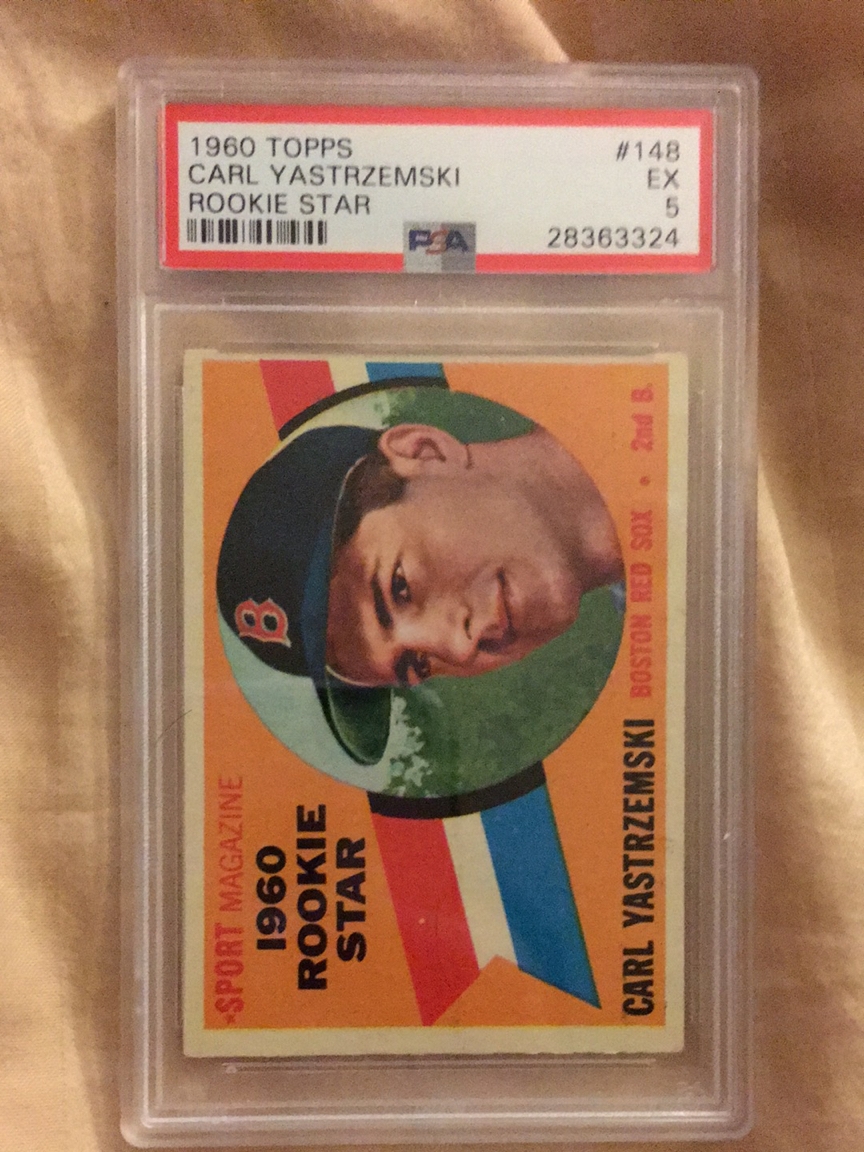 1960 TOPPS #148
CARL YASTRZEMSKI EX
ROOKIE STAR 5
PSA 28363324
B
SPORT MAGAZINE
1960
ROOKIE
STAR
CARL YASTRZEMSKI BOSTON RED SOX • 2nd B.